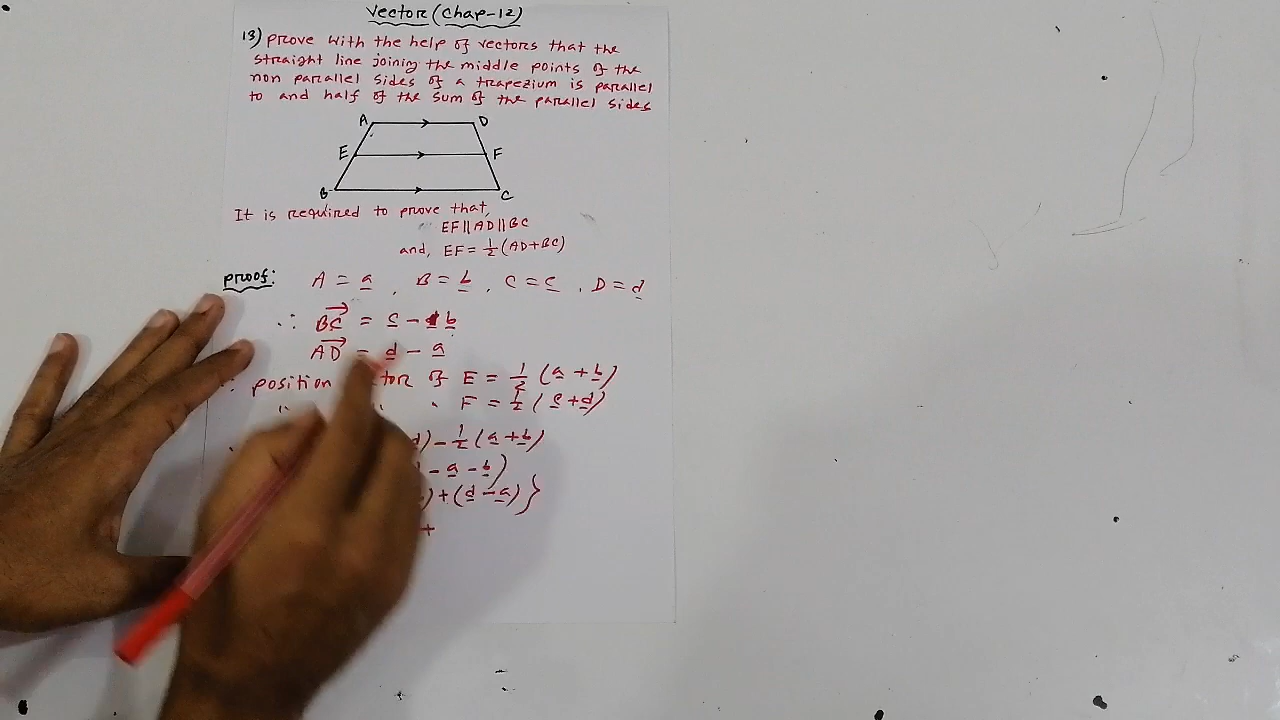 Vector (Chap-12)
13) prove with the help of vectors that the
straight line joining the middle points of the
non parallel sides of a trapezium is parallel
to and half of the sum of the parallel sides
A D
E F
B C
It is required to prove that,
EF||AD||BC
and, EF = 1/2 (AD+BC)
proof: A = a , B = b , C = c , D = d
∴ BC = c - b
AD = d - a
∴ position of E = 1/2 (a + b)
" " F = 1/2 (c + d)
d) - 1/2 (a + b)
- a - b)
) + (d - a)}
+